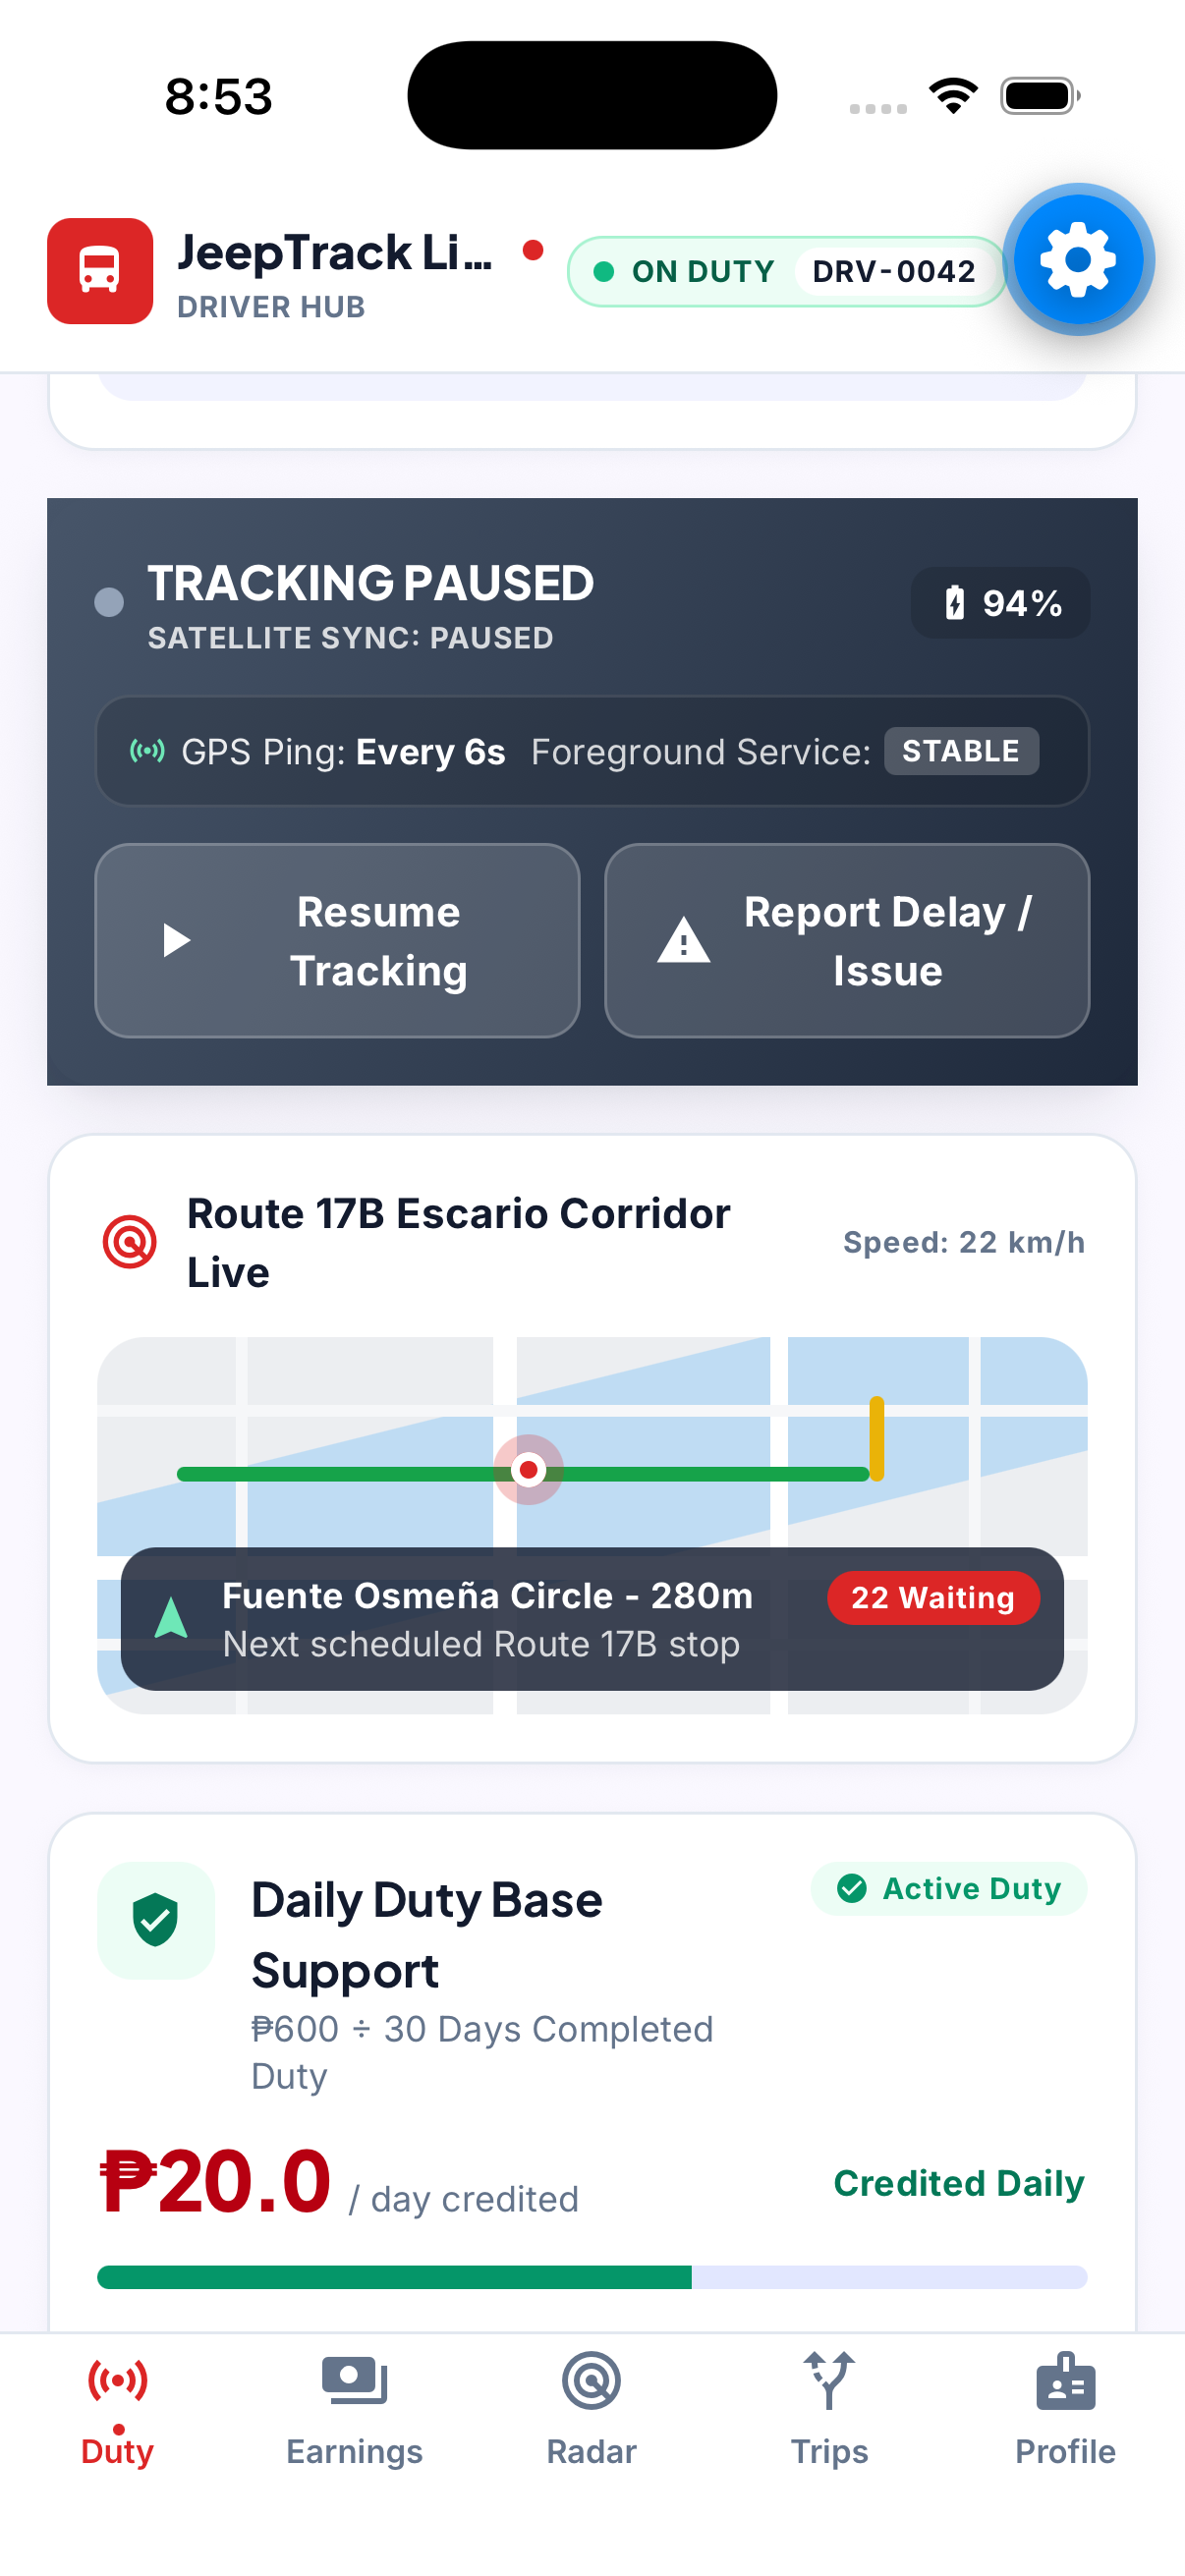 8:53
JeepTrack Li...
DRIVER HUB
ON DUTY DRV-0042
TRACKING PAUSED
SATELLITE SYNC: PAUSED
94%
GPS Ping: Every 6s Foreground Service: STABLE
Resume
Tracking
Report Delay /
Issue
Route 17B Escario Corridor
Live
Speed: 22 km/h
Fuente Osmeña Circle - 280m
Next scheduled Route 17B stop
22 Waiting
Daily Duty Base
Support
Active Duty
₱600 ÷ 30 Days Completed
Duty
₱20.0 / day credited
Credited Daily
Duty
Earnings
Radar
Trips
Profile